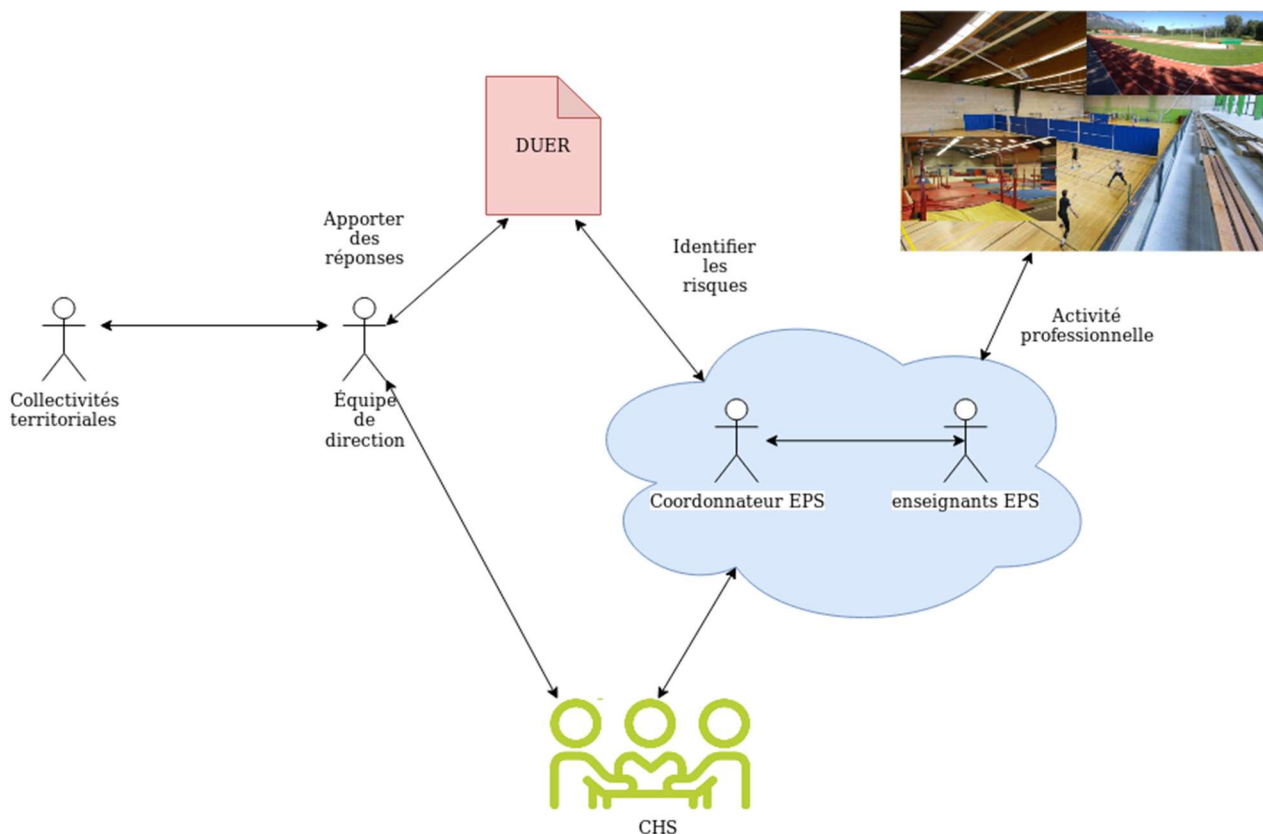 DUER
Apporter
des
réponses
Identifier
les
risques
Activité
professionnelle
Collectivités
territoriales
Équipe
de
direction
Coordonnateur EPS
enseignants EPS
CHS